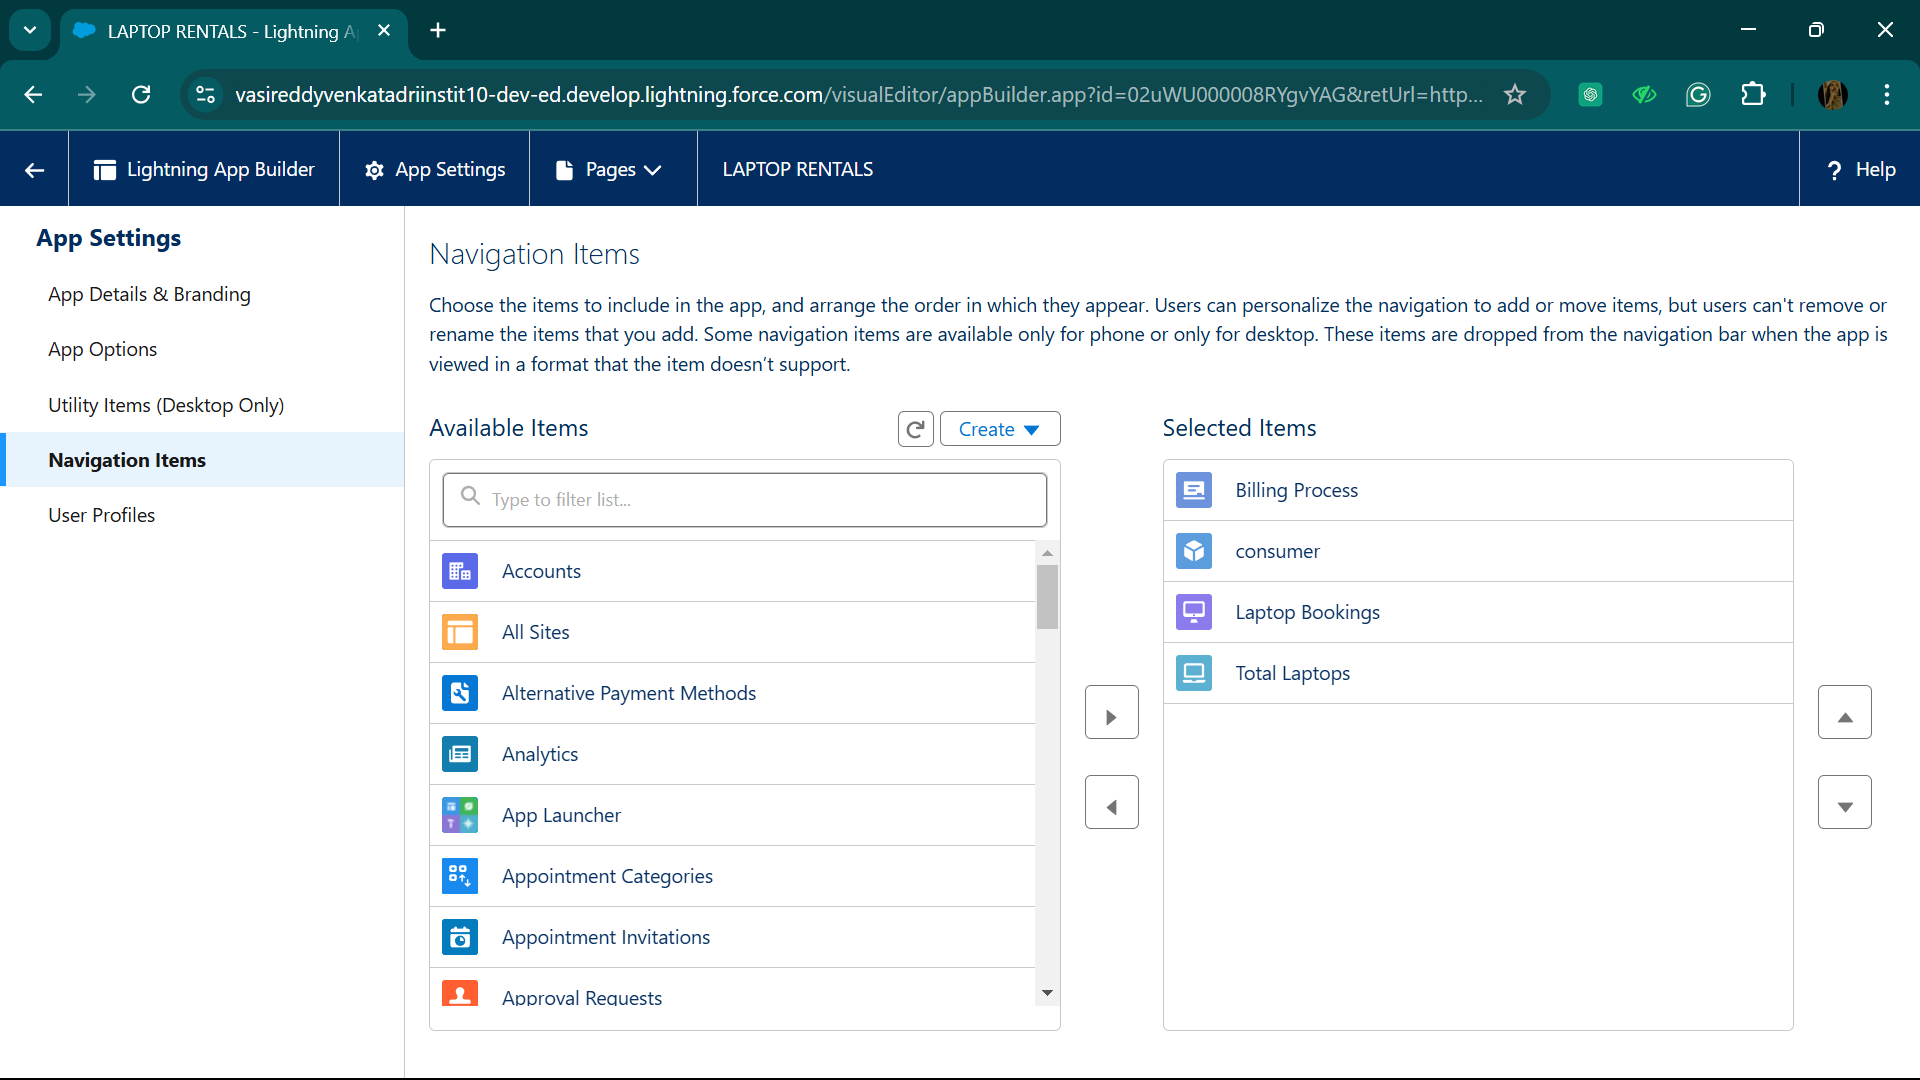 LAPTOP RENTALS - Lightning A
vasireddyvenkatadriinstit10-dev-ed.develop.lightning.force.com/visualEditor/appBuilder.app?id=02uWU000008RYgvYAG&retUrl=http...
Lightning App Builder
App Settings
Pages
LAPTOP RENTALS
? Help
App Settings
App Details & Branding
App Options
Utility Items (Desktop Only)
Navigation Items
User Profiles
Navigation Items
Choose the items to include in the app, and arrange the order in which they appear. Users can personalize the navigation to add or move items, but users can't remove or
rename the items that you add. Some navigation items are available only for phone or only for desktop. These items are dropped from the navigation bar when the app is
viewed in a format that the item doesn’t support.
Available Items
Create
Type to filter list...
Accounts
All Sites
Alternative Payment Methods
Analytics
App Launcher
Appointment Categories
Appointment Invitations
Approval Requests
Selected Items
Billing Process
consumer
Laptop Bookings
Total Laptops